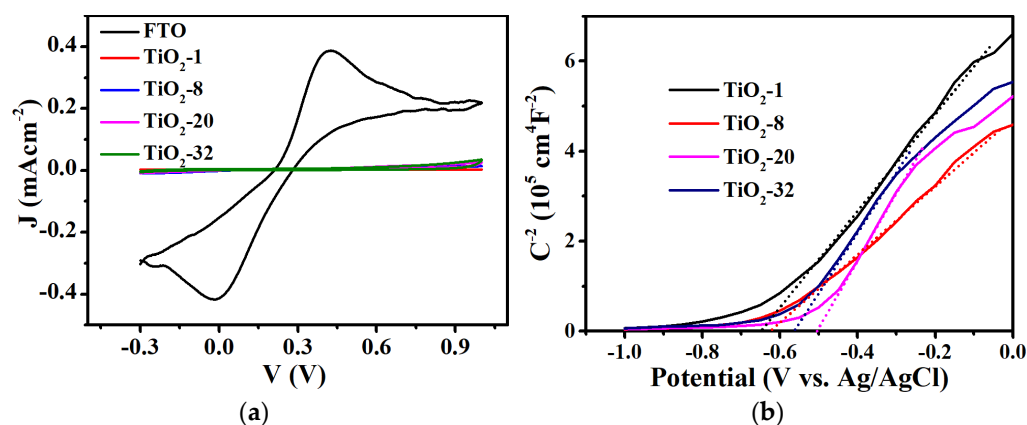 FTO
TiO2-1
TiO2-8
TiO2-20
TiO2-32
0.4
0.2
0.0
-0.2
-0.4
J (mAcm-2)
-0.3 0.0 0.3 0.6 0.9
V (V)
(a)
TiO2-1
TiO2-8
TiO2-20
TiO2-32
6
4
2
0
C-2 (105 cm4F-2)
-1.0 -0.8 -0.6 -0.4 -0.2 0.0
Potential (V vs. Ag/AgCl)
(b)